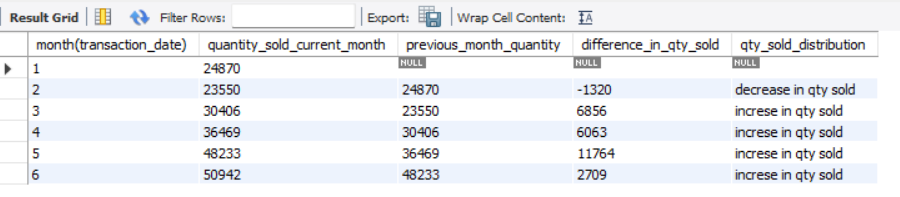 Result Grid Filter Rows: Export: Wrap Cell Content: IA
month(transaction_date) quantity_sold_current_month previous_month_quantity difference_in_qty_sold qty_sold_distribution
1 24870 NULL NULL NULL
2 23550 24870 -1320 decrease in qty sold
3 30406 23550 6856 increse in qty sold
4 36469 30406 6063 increse in qty sold
5 48233 36469 11764 increse in qty sold
6 50942 48233 2709 increse in qty sold